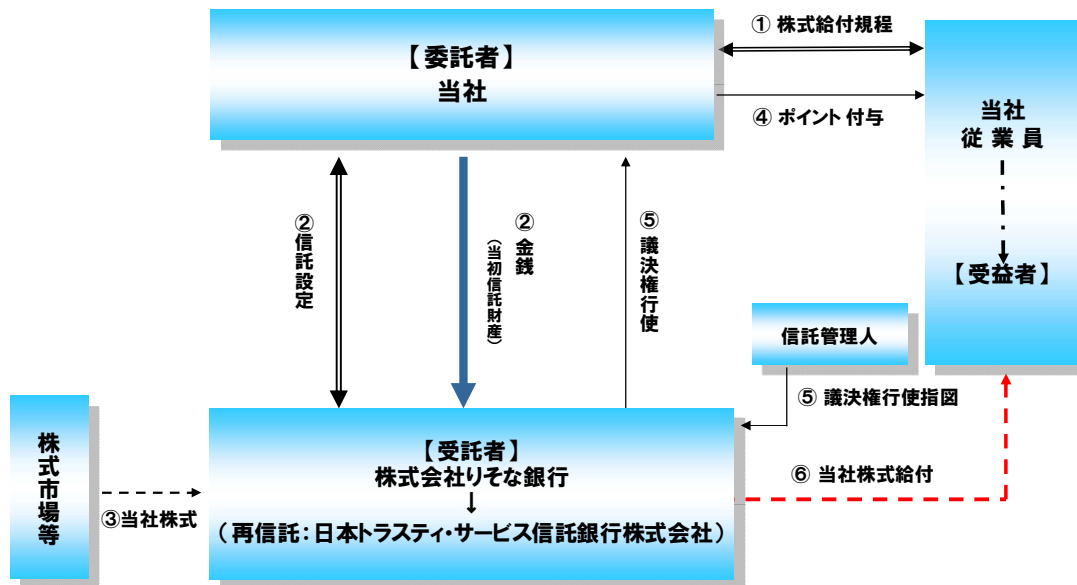 ① 株式給付規程
【委託者】
当社
④ ポイント付与
当社
従業員
【受益者】
②信託設定
② 金銭
(当初信託財産)
⑤ 議決権行使
信託管理人
⑤ 議決権行使指図
株式市場等
③当社株式
【受託者】
株式会社りそな銀行
↓
(再信託:日本トラスティ・サービス信託銀行株式会社)
⑥ 当社株式給付